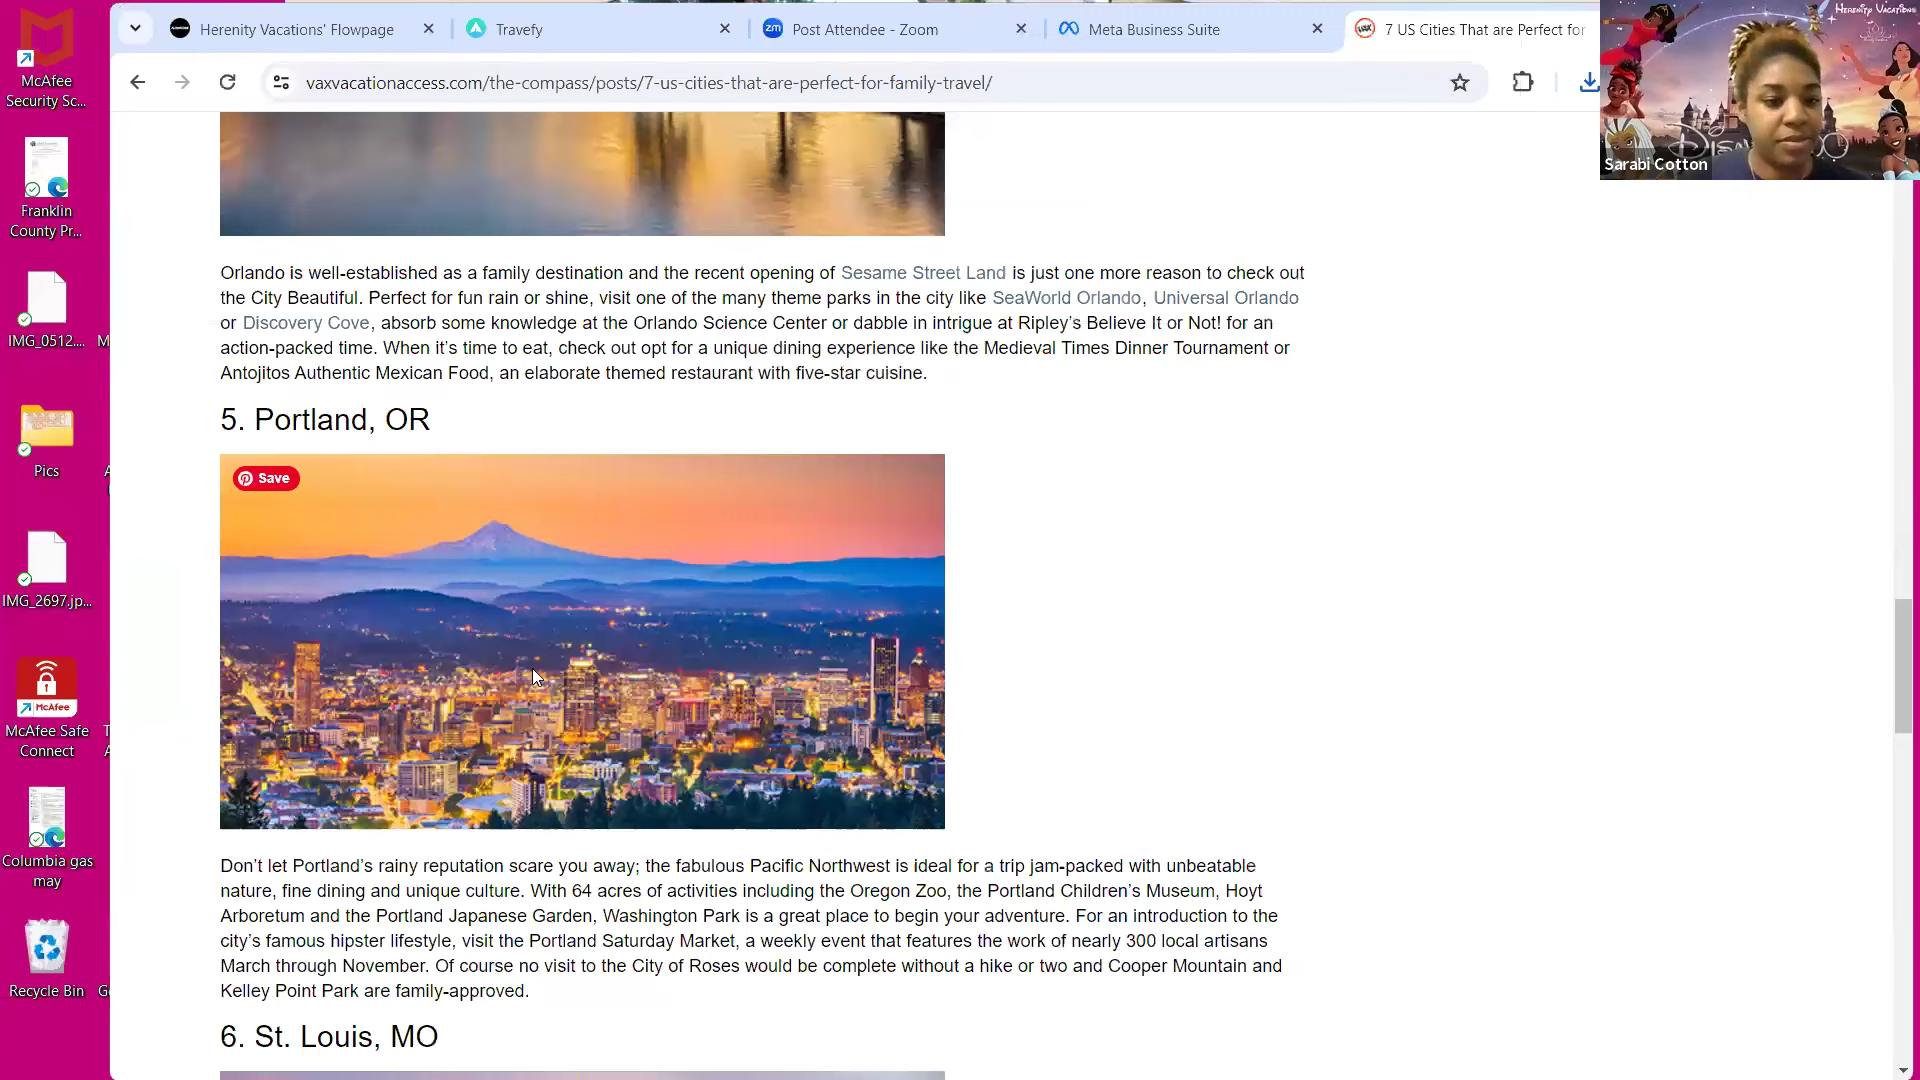 Herenity Vacations' Flowpage
Travefy
zm Post Attendee - Zoom
Meta Business Suite
7 US Cities That are Perfect for
vaxvacationaccess.com/the-compass/posts/7-us-cities-that-are-perfect-for-family-travel/
HERENITY VACATIONS
Sarabi Cotton
McAfee
Security Sc...
Franklin
County Pr...
IMG_0512....
Pics
IMG_2697.jp...
McAfee
McAfee Safe
Connect
Columbia gas
may
Recycle Bin
Orlando is well-established as a family destination and the recent opening of Sesame Street Land is just one more reason to check out
the City Beautiful. Perfect for fun rain or shine, visit one of the many theme parks in the city like SeaWorld Orlando, Universal Orlando
or Discovery Cove, absorb some knowledge at the Orlando Science Center or dabble in intrigue at Ripley’s Believe It or Not! for an
action-packed time. When it’s time to eat, check out opt for a unique dining experience like the Medieval Times Dinner Tournament or
Antojitos Authentic Mexican Food, an elaborate themed restaurant with five-star cuisine.
5. Portland, OR
Save
Don’t let Portland’s rainy reputation scare you away; the fabulous Pacific Northwest is ideal for a trip jam-packed with unbeatable
nature, fine dining and unique culture. With 64 acres of activities including the Oregon Zoo, the Portland Children’s Museum, Hoyt
Arboretum and the Portland Japanese Garden, Washington Park is a great place to begin your adventure. For an introduction to the
city’s famous hipster lifestyle, visit the Portland Saturday Market, a weekly event that features the work of nearly 300 local artisans
March through November. Of course no visit to the City of Roses would be complete without a hike or two and Cooper Mountain and
Kelley Point Park are family-approved.
6. St. Louis, MO